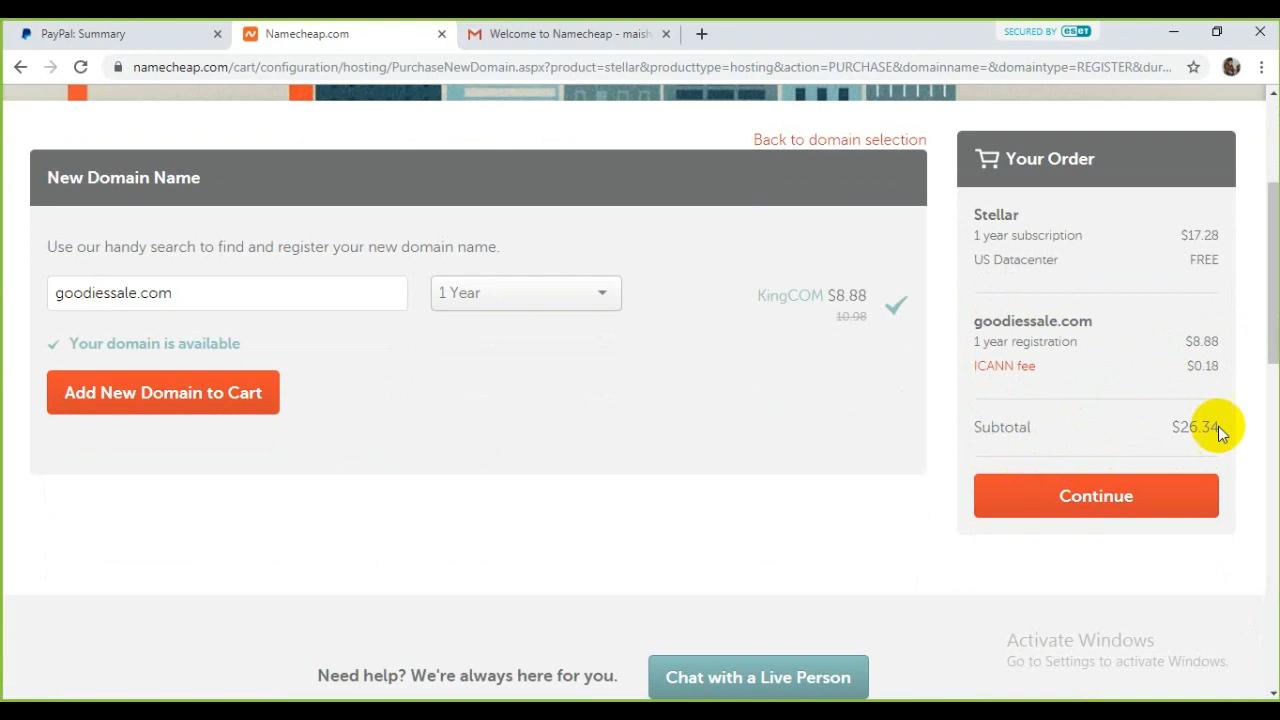 PayPal: Summary
Namecheap.com
Welcome to Namecheap - maish
SECURED BY eset
namecheap.com/cart/configuration/hosting/PurchaseNewDomain.aspx?product=stellar&producttype=hosting&action=PURCHASE&domainname=&domaintype=REGISTER&dur...
Back to domain selection
New Domain Name
Use our handy search to find and register your new domain name.
goodiessale.com
1 Year
KingCOM $8.88
10.98
Your domain is available
Add New Domain to Cart
Your Order
Stellar
1 year subscription $17.28
US Datacenter FREE
goodiessale.com
1 year registration $8.88
ICANN fee $0.18
Subtotal $26.34
Continue
Activate Windows
Go to Settings to activate Windows.
Need help? We're always here for you.
Chat with a Live Person